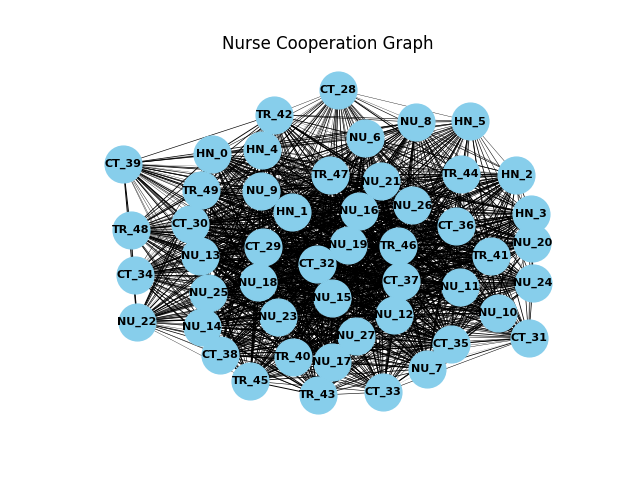 Nurse Cooperation Graph
CT_28
TR_42
NU_8
HN_5
NU_6
HN_4
HN_0
CT_39
TR_47
NU_21
TR_44
HN_2
TR_49
NU_9
HN_1
NU_16
NU_26
HN_3
CT_30
CT_36
TR_48
NU_20
NU_19
TR_46
CT_29
NU_13
TR_41
CT_32
CT_34
NU_18
CT_37
NU_11
NU_24
NU_25
NU_15
NU_10
NU_12
NU_23
NU_22
NU_14
NU_27
CT_31
CT_35
CT_38
TR_40
NU_17
NU_7
TR_45
CT_33
TR_43